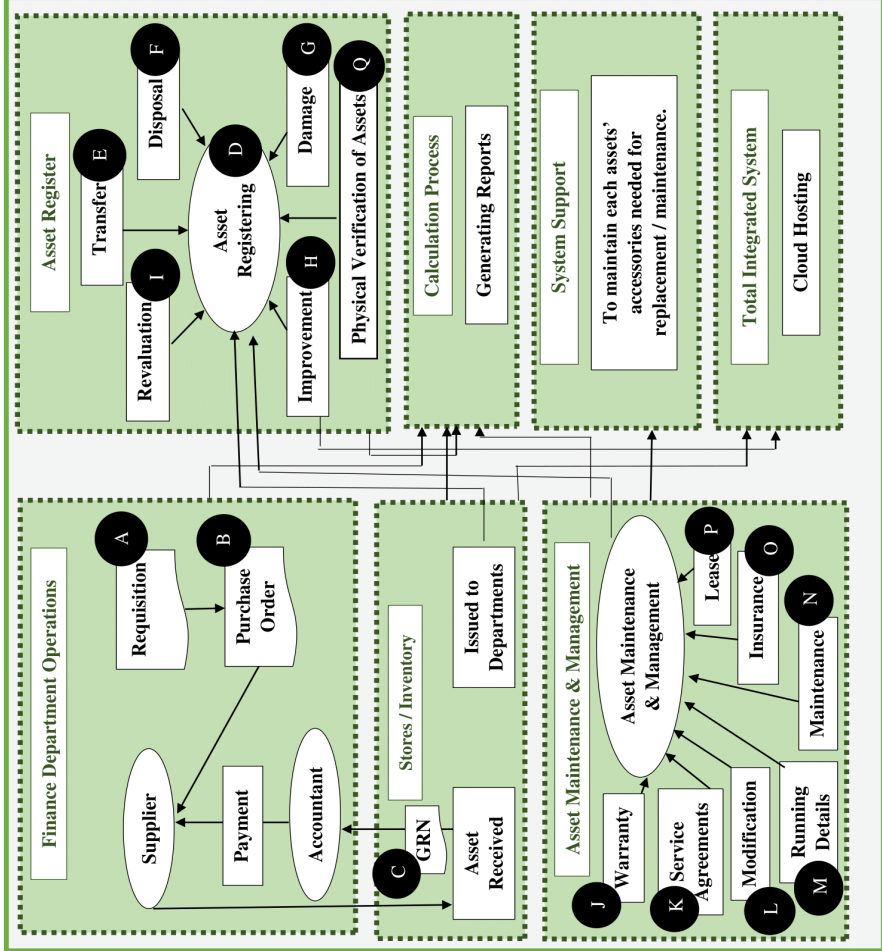 Finance Department Operations
Requisition
A
Purchase
Order
B
Supplier
Payment
Accountant
Stores / Inventory
C
GRN
Asset
Received
Issued to
Departments
Asset Maintenance & Management
Asset Maintenance
& Management
J
Warranty
K
Service
Agreements
L
Modification
M
Running
Details
Maintenance
N
Insurance
O
Lease
P
Asset Register
Revaluation
I
Transfer
E
Disposal
F
Asset
Registering
D
Improvement
H
Damage
G
Physical Verification of Assets
Q
Calculation Process
Generating Reports
System Support
To maintain each assets’
accessories needed for
replacement / maintenance.
Total Integrated System
Cloud Hosting